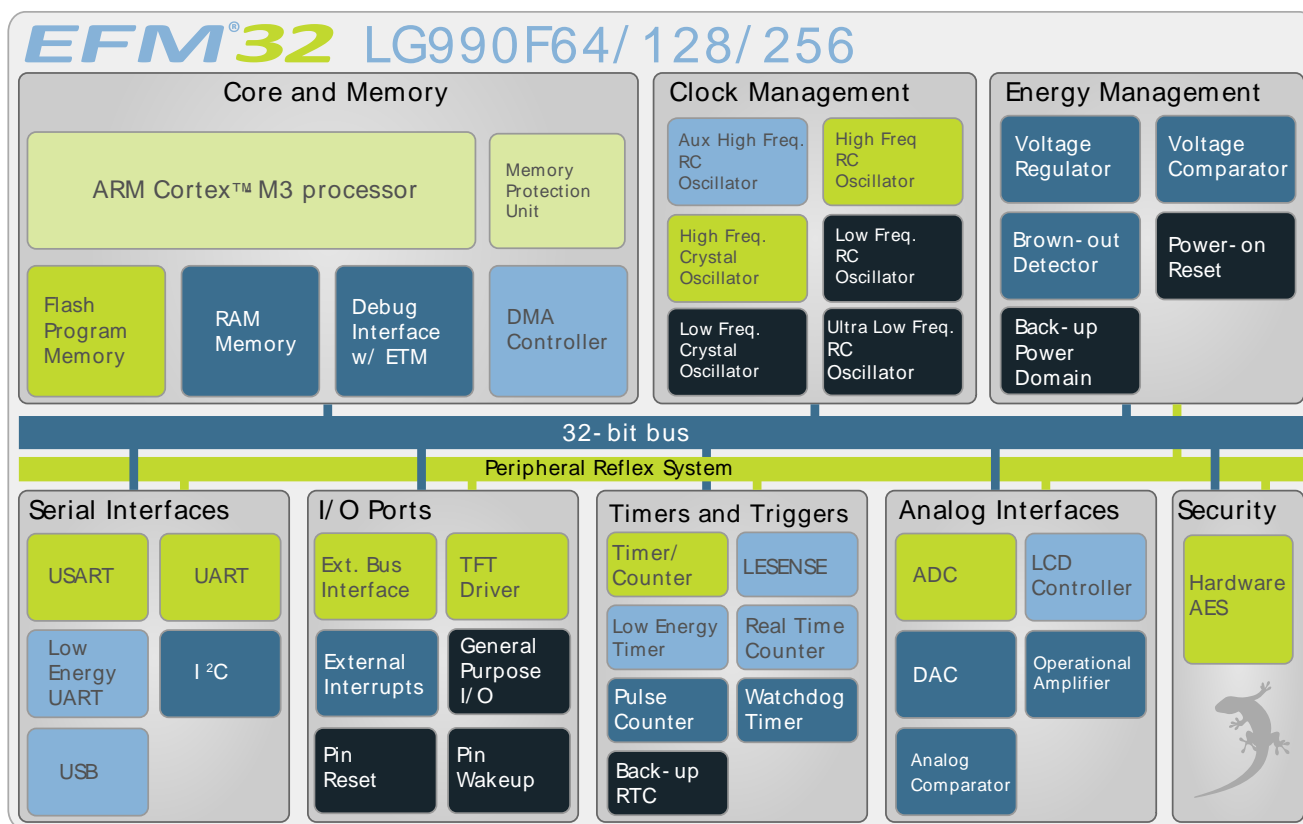 EFM®32 LG990F64/128/256
Core and Memory
ARM Cortex™ M3 processor
Memory
Protection
Unit
Flash
Program
Memory
RAM
Memory
Debug
Interface
w/ ETM
DMA
Controller
Clock Management
Aux High Freq.
RC
Oscillator
High Freq
RC
Oscillator
High Freq.
Crystal
Oscillator
Low Freq.
RC
Oscillator
Low Freq.
Crystal
Oscillator
Ultra Low Freq.
RC
Oscillator
Energy Management
Voltage
Regulator
Voltage
Comparator
Brown-out
Detector
Power-on
Reset
Back-up
Power
Domain
32-bit bus
Peripheral Reflex System
Serial Interfaces
USART
UART
Low
Energy
UART
I²C
USB
I/O Ports
Ext. Bus
Interface
TFT
Driver
External
Interrupts
General
Purpose
I/O
Pin
Reset
Pin
Wakeup
Timers and Triggers
Timer/
Counter
LESENSE
Low Energy
Timer
Real Time
Counter
Pulse
Counter
Watchdog
Timer
Back-up
RTC
Analog Interfaces
ADC
LCD
Controller
DAC
Operational
Amplifier
Analog
Comparator
Security
Hardware
AES